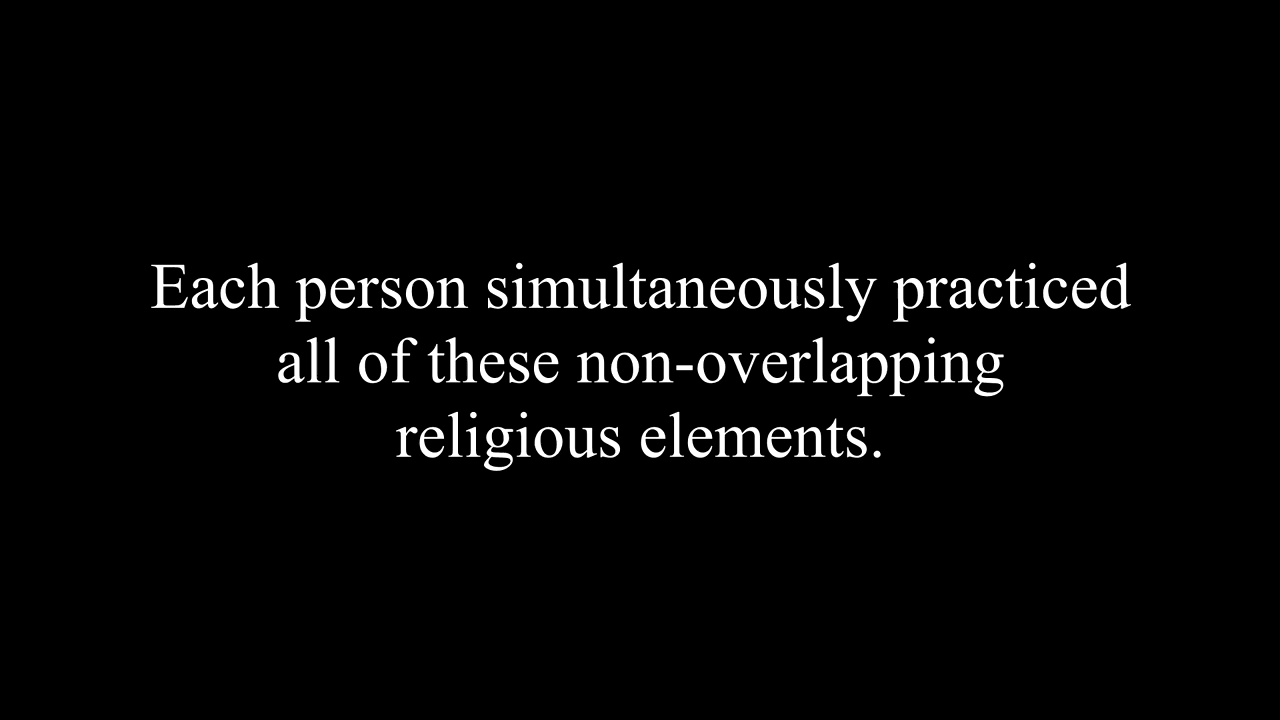 Each person simultaneously practiced
all of these non-overlapping
religious elements.